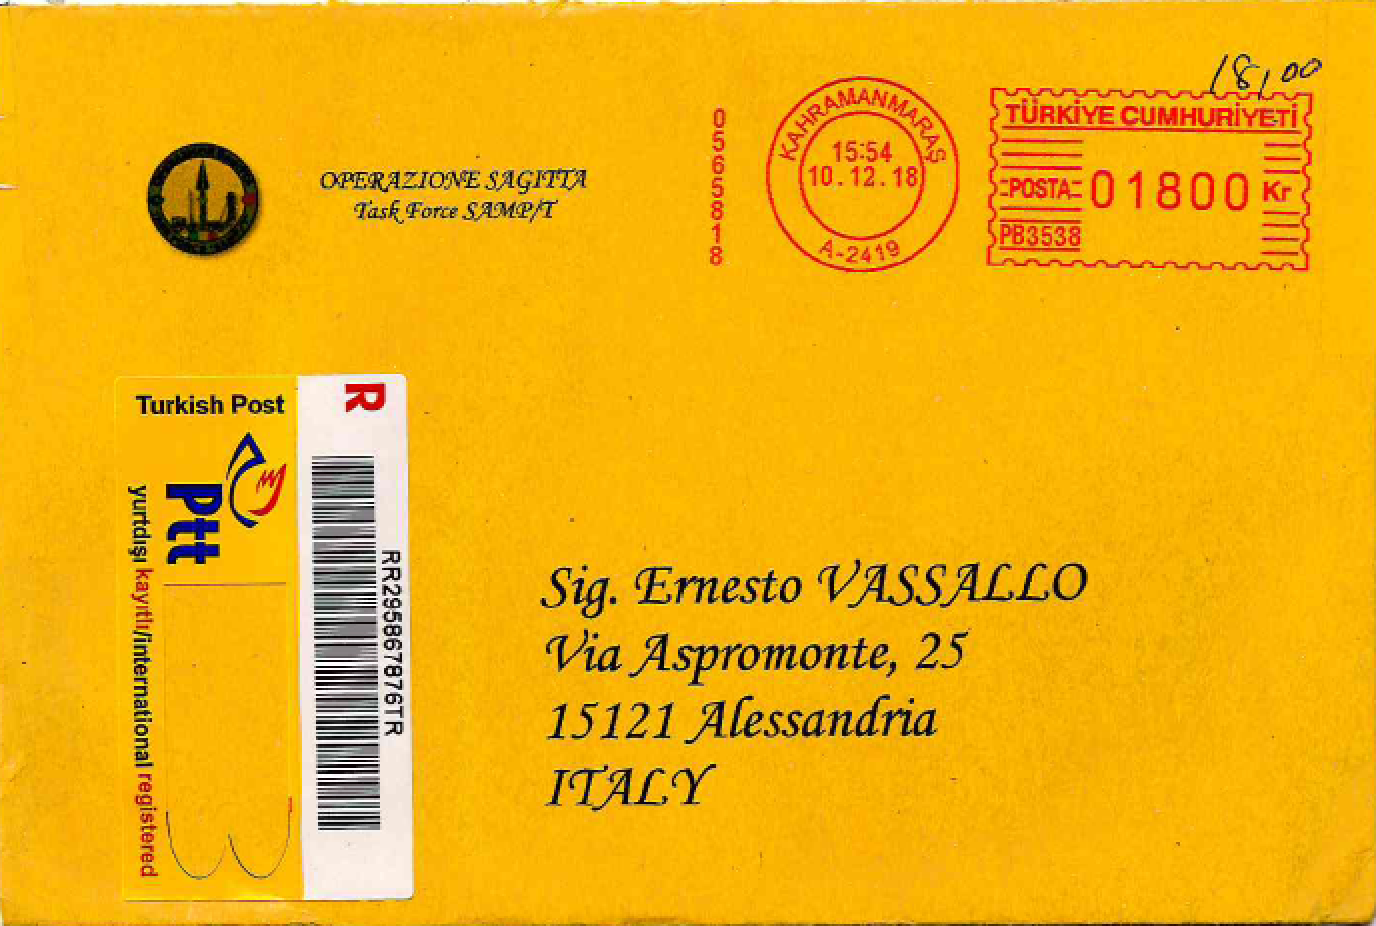 18,00
OPERAZIONE SAGITTA
Task Force SAMP/T
0565818
KAHRAMANMARAŞ
15:54
10.12.18
A-2419
TÜRKİYE CUMHURİYETİ
POSTA 01800 Kr
PB3538
Turkish Post
R
Ptt
yurtdışı kayıtlı/international registered
RR295867876TR
Sig. Ernesto VASSALLO
Via Aspromonte, 25
15121 Alessandria
ITALY